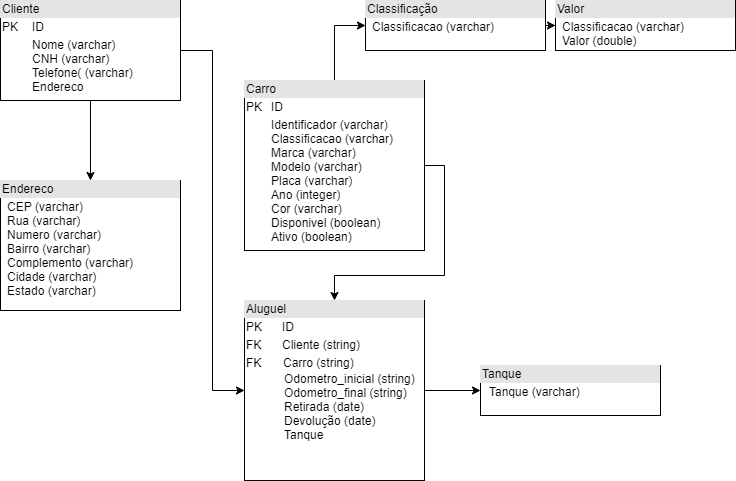 Cliente
PK ID
Nome (varchar)
CNH (varchar)
Telefone( (varchar)
Endereco
Classificação
Classificacao (varchar)
Valor
Classificacao (varchar)
Valor (double)
Carro
PK ID
Identificador (varchar)
Classificacao (varchar)
Marca (varchar)
Modelo (varchar)
Placa (varchar)
Ano (integer)
Cor (varchar)
Disponivel (boolean)
Ativo (boolean)
Endereco
CEP (varchar)
Rua (varchar)
Numero (varchar)
Bairro (varchar)
Complemento (varchar)
Cidade (varchar)
Estado (varchar)
Aluguel
PK ID
FK Cliente (string)
FK Carro (string)
Odometro_inicial (string)
Odometro_final (string)
Retirada (date)
Devolução (date)
Tanque
Tanque
Tanque (varchar)